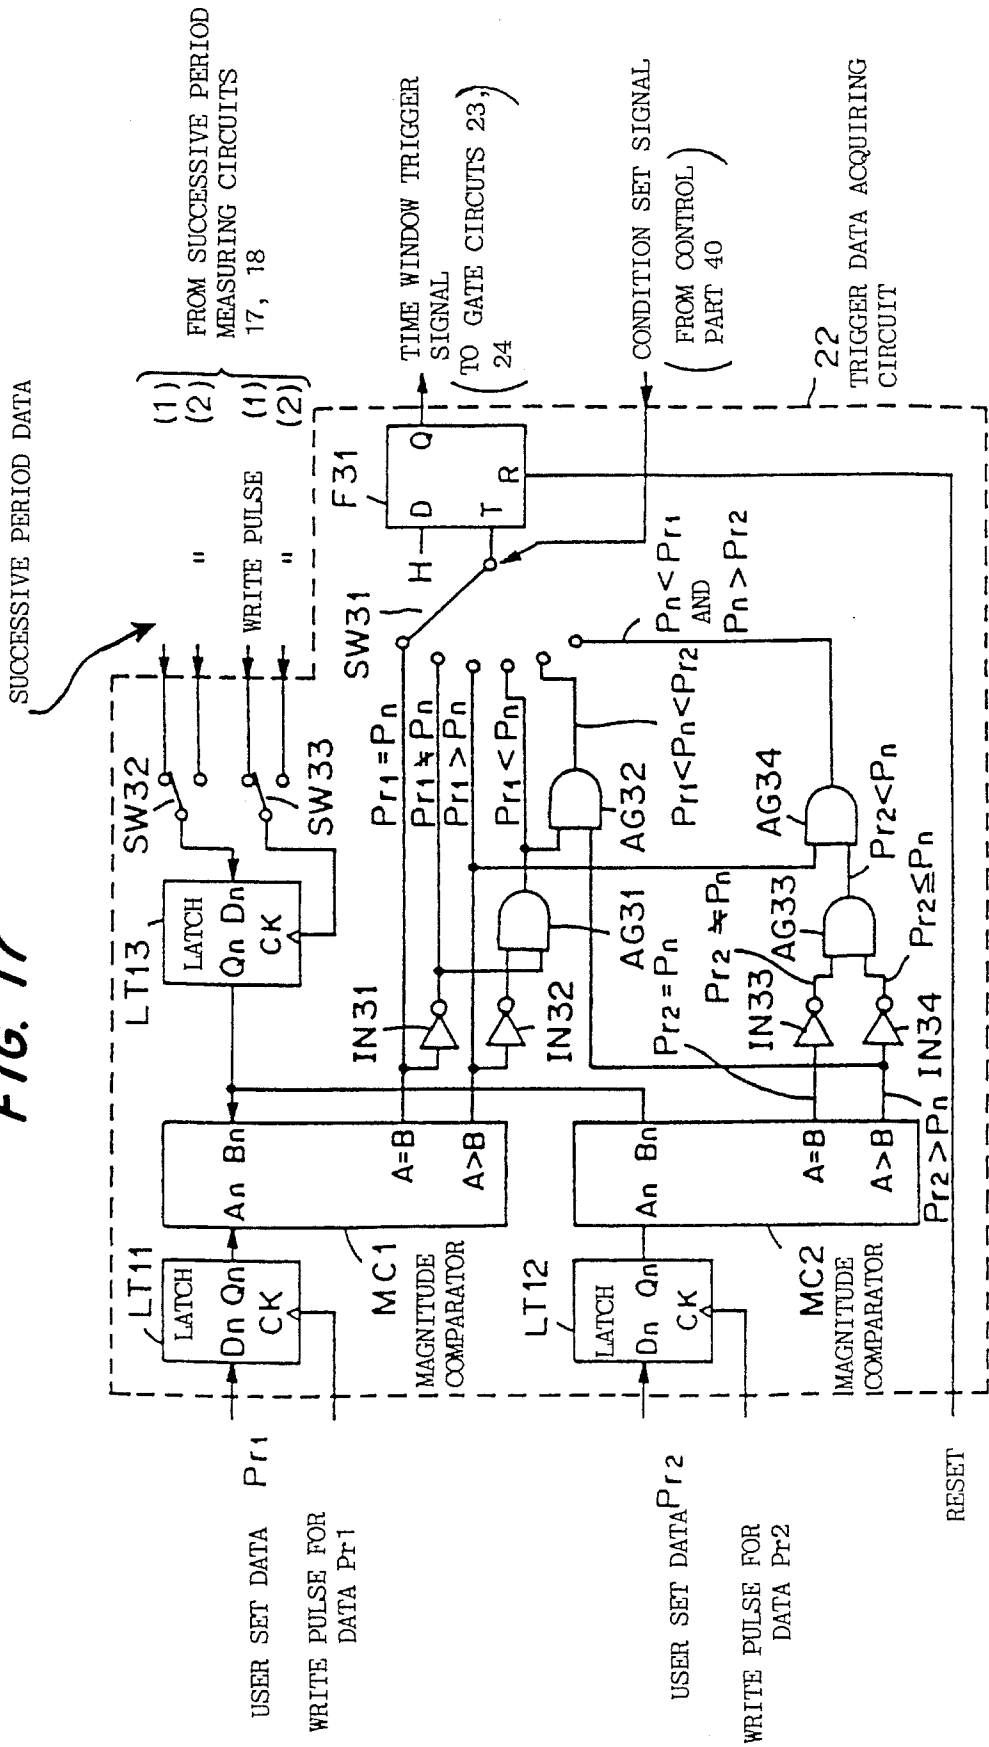 FIG. 17
SUCCESSIVE PERIOD DATA
(1)
" (2)
WRITE PULSE (1)
" (2)
FROM SUCCESSIVE PERIOD
MEASURING CIRCUITS
17, 18
SW32
SW33
LT13
LATCH
Qn Dn
CK
USER SET DATA Pr1
WRITE PULSE FOR
DATA Pr1
LT11
LATCH
Dn Qn
CK
An Bn
A=B
A>B
MC1
MAGNITUDE
COMPARATOR
IN31
IN32
AG31
AG32
Pr1=Pn
Pr1≒Pn
Pr1>Pn
Pr1<Pn
Pr1<Pn<Pr2
SW31
H
F31
D Q
T
R
TIME WINDOW TRIGGER
SIGNAL
(TO GATE CIRCUTS 23,
24)
CONDITION SET SIGNAL
(FROM CONTROL
PART 40)
Pn<Pr1
AND
Pn>Pr2
USER SET DATA Pr2
WRITE PULSE FOR
DATA Pr2
LT12
LATCH
Dn Qn
CK
An Bn
A=B
A>B
MC2
MAGNITUDE
COMPARATOR
Pr2=Pn
Pr2≒Pn
IN33
IN34
AG33
AG34
Pr2<Pn
Pr2≦Pn
Pr2>Pn
RESET
22
TRIGGER DATA ACQUIRING
CIRCUIT